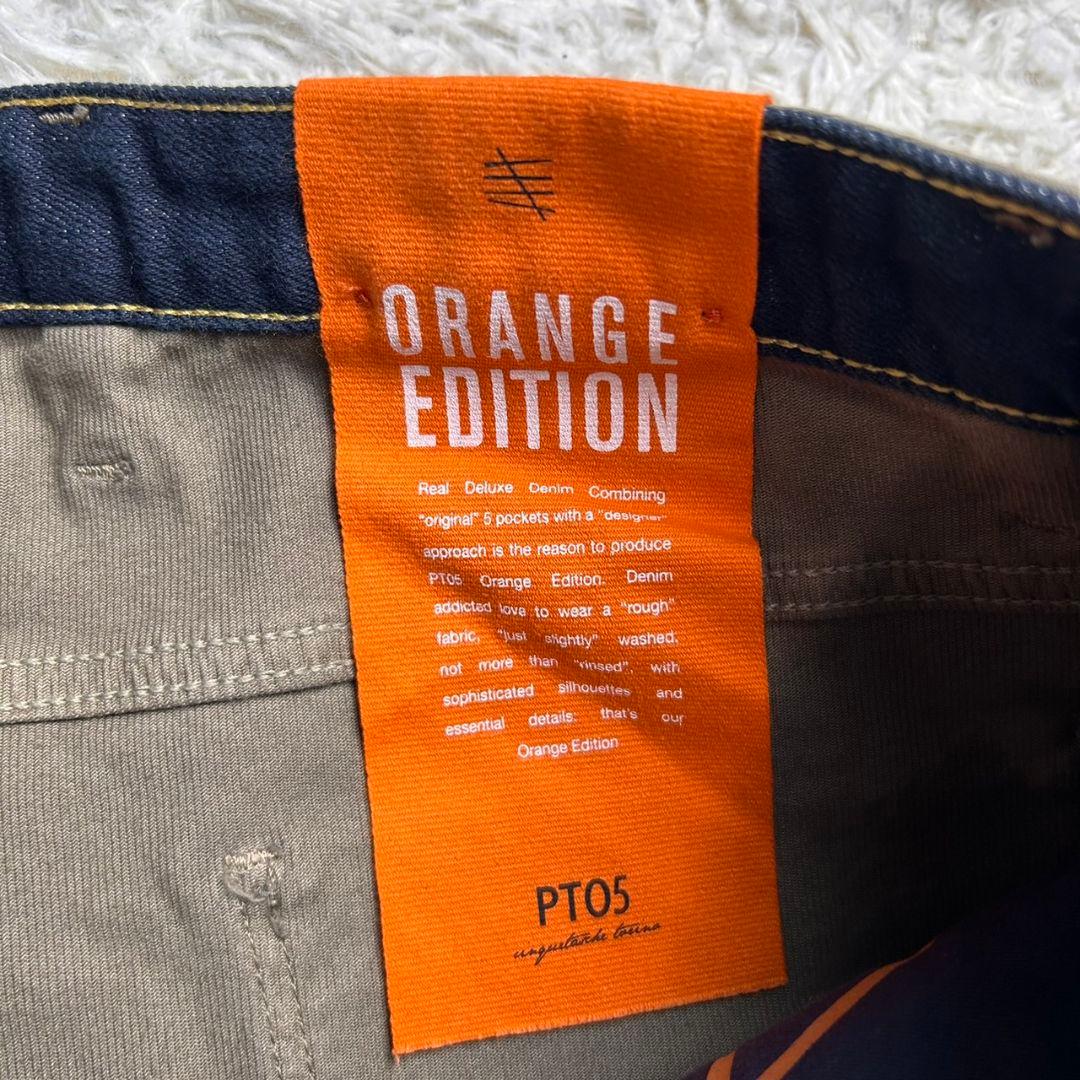 ORANGE
EDITION
Real Deluxe Denim Combining
"original" 5 pockets with a "designer"
approach is the reason to produce
PT05 Orange Edition. Denim
addicted love to wear a "rough"
fabric, "just slightly" washed,
not more than "rinsed", with
sophisticated silhouettes and
essential details: that's our
Orange Edition
PT05
cinquetasche torino